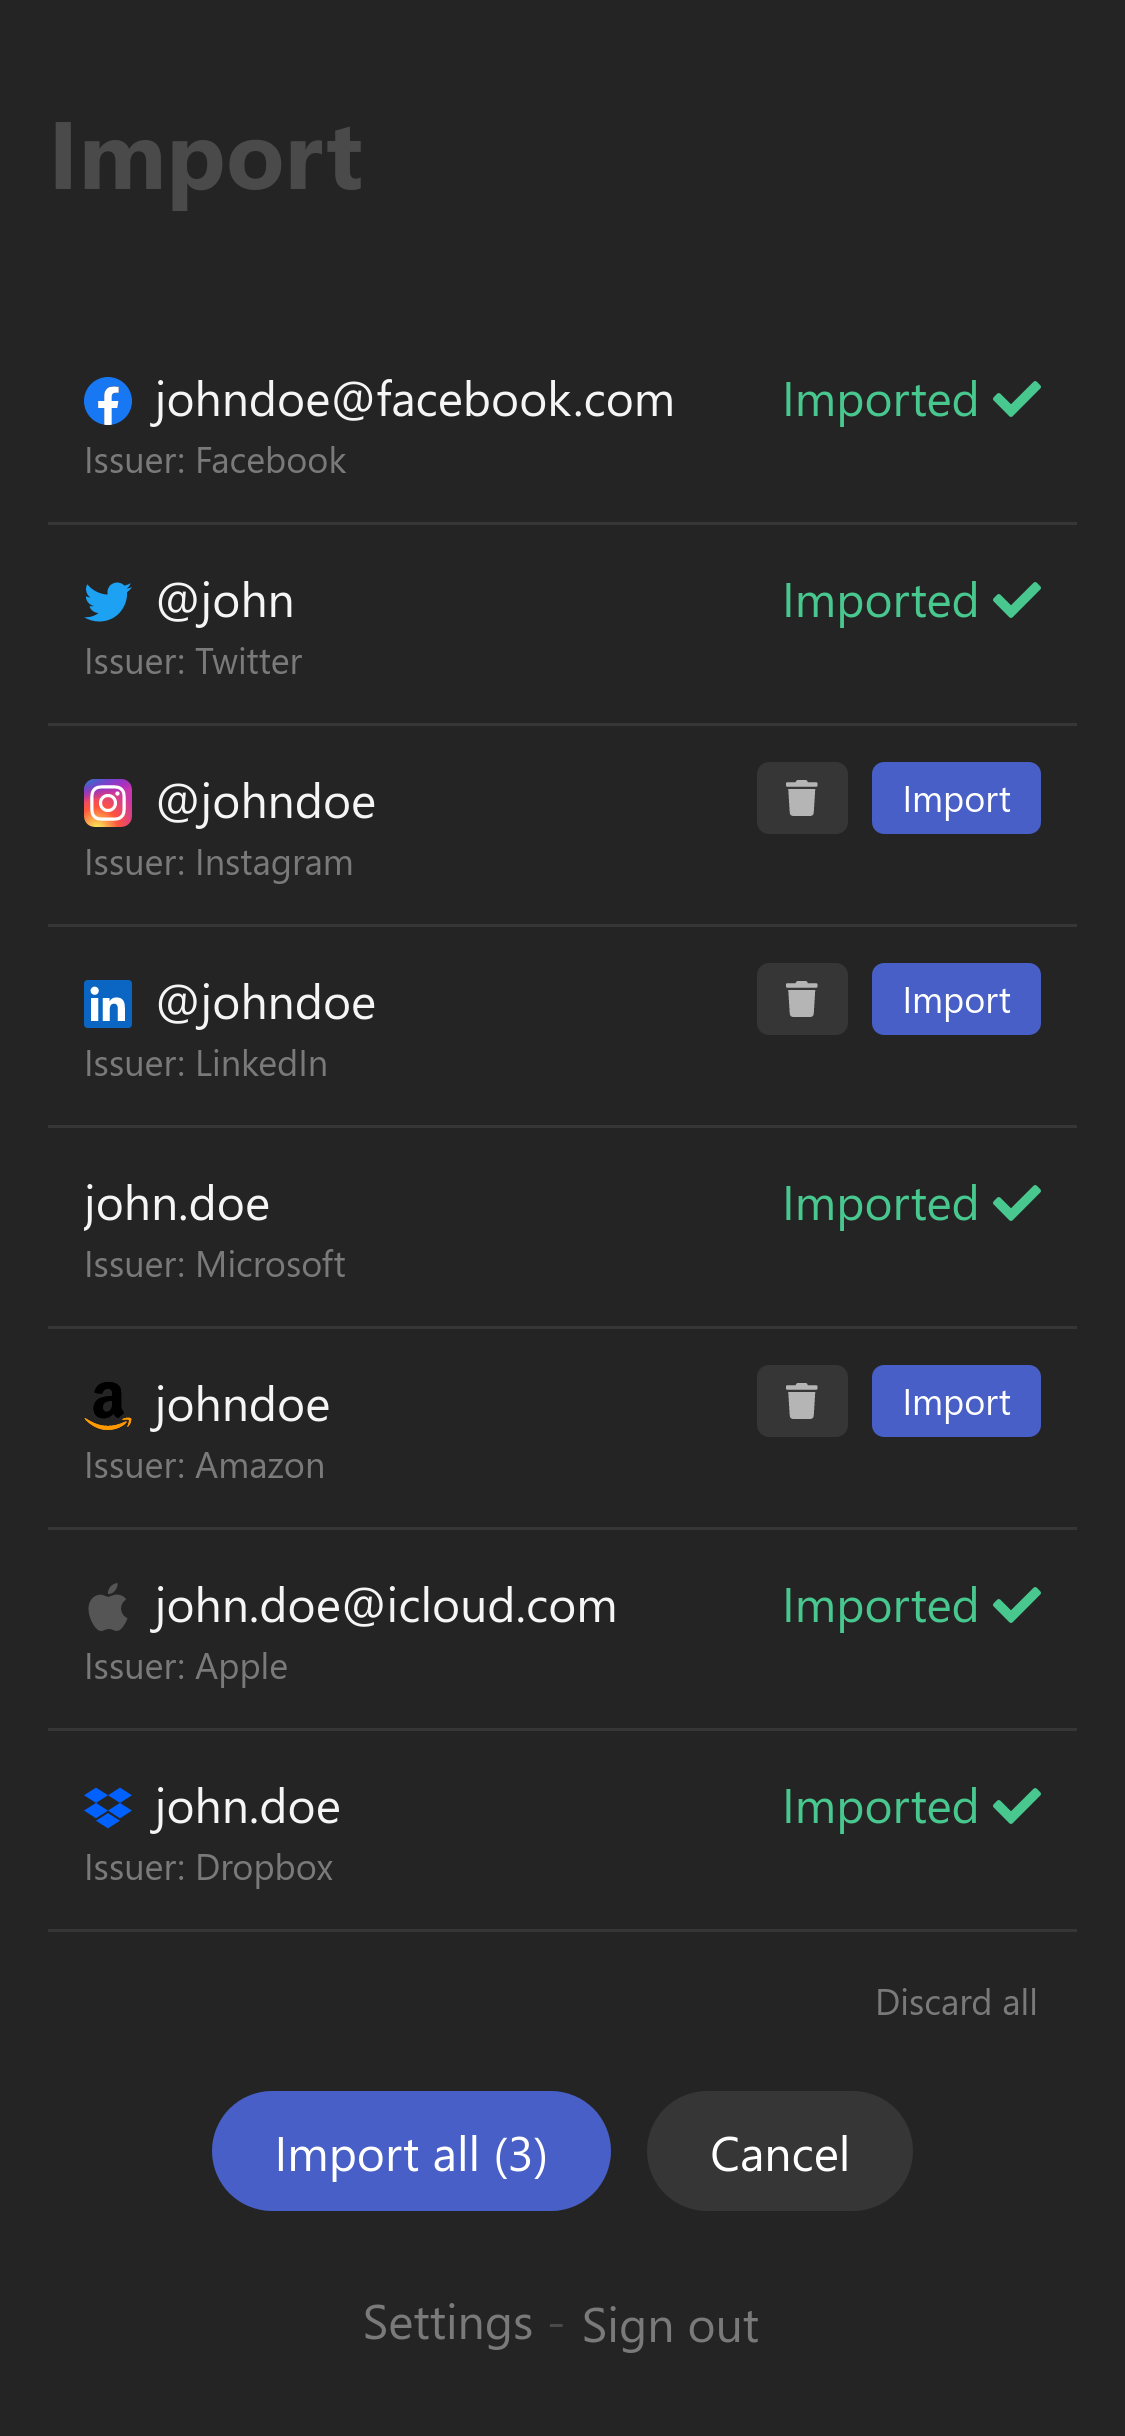 Import
johndoe@facebook.com Imported
Issuer: Facebook
@john Imported
Issuer: Twitter
@johndoe Import
Issuer: Instagram
@johndoe Import
Issuer: LinkedIn
john.doe Imported
Issuer: Microsoft
johndoe Import
Issuer: Amazon
john.doe@icloud.com Imported
Issuer: Apple
john.doe Imported
Issuer: Dropbox
Discard all
Import all (3) Cancel
Settings - Sign out